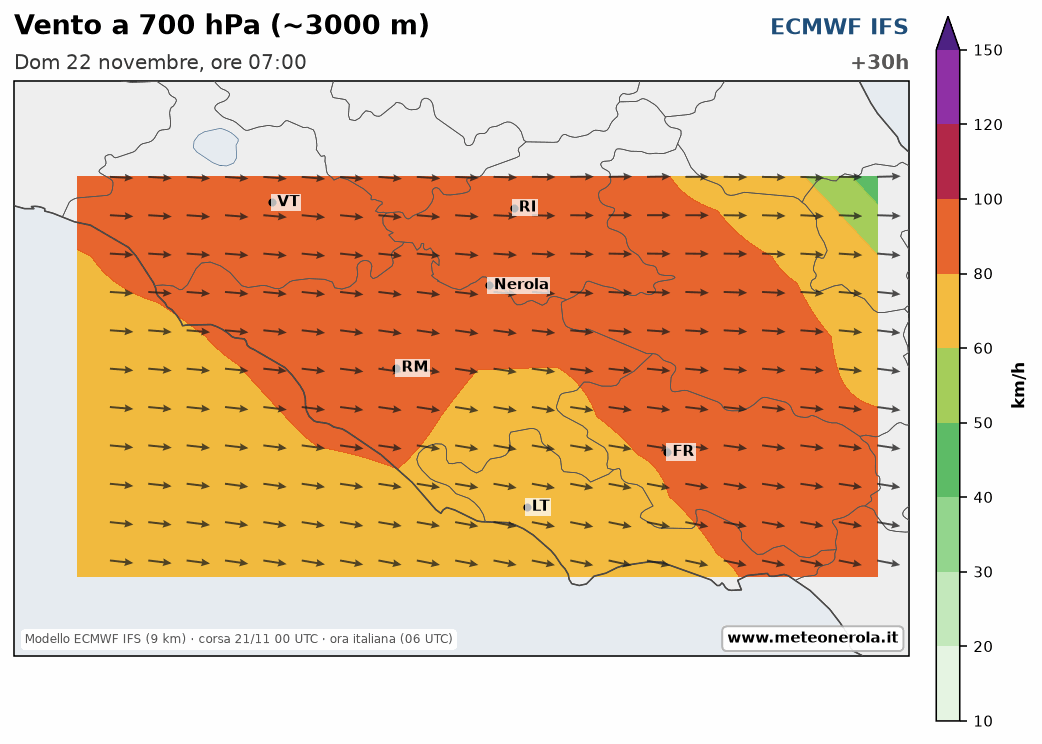 Vento a 700 hPa (~3000 m)
ECMWF IFS
Dom 22 novembre, ore 07:00
+30h
150
120
100
80
60
50
40
30
20
10
km/h
VT
RI
Nerola
RM
FR
LT
Modello ECMWF IFS (9 km) · corsa 21/11 00 UTC · ora italiana (06 UTC)
www.meteonerola.it